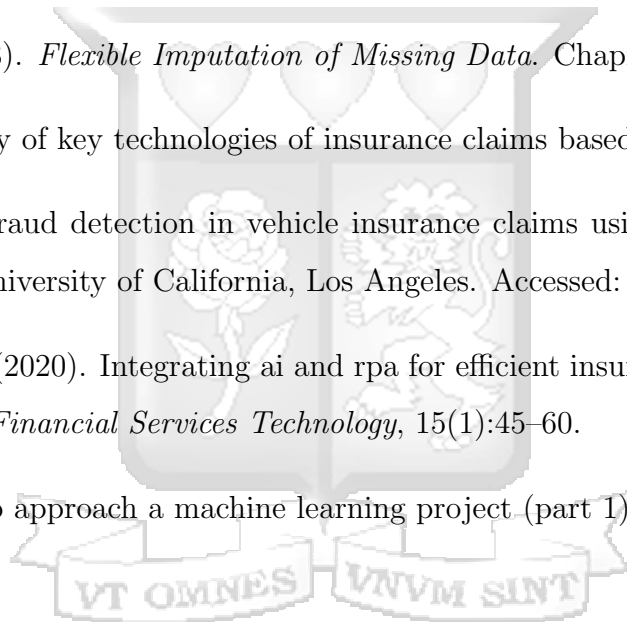 ). Flexible Imputation of Missing Data. Chap
y of key technologies of insurance claims based
raud detection in vehicle insurance claims usi
niversity of California, Los Angeles. Accessed:
(2020). Integrating ai and rpa for efficient insu
Financial Services Technology, 15(1):45–60.
o approach a machine learning project (part 1)
VT OMNES VNVM SINT